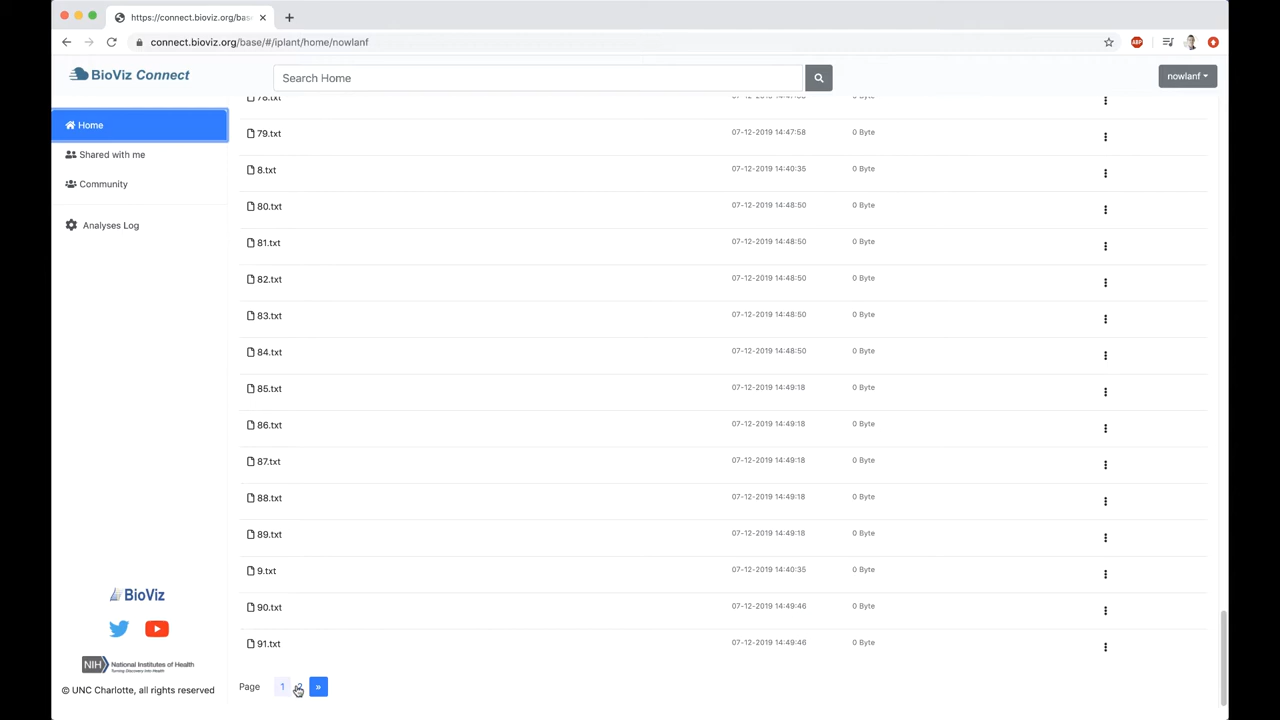 https://connect.bioviz.org/base
connect.bioviz.org/base/#/iplant/home/nowlanf
ABP
BioViz Connect
Search Home
nowlanf
Home
Shared with me
Community
Analyses Log
78.txt
79.txt 07-12-2019 14:47:58 0 Byte
8.txt 07-12-2019 14:40:35 0 Byte
80.txt 07-12-2019 14:48:50 0 Byte
81.txt 07-12-2019 14:48:50 0 Byte
82.txt 07-12-2019 14:48:50 0 Byte
83.txt 07-12-2019 14:48:50 0 Byte
84.txt 07-12-2019 14:48:50 0 Byte
85.txt 07-12-2019 14:49:18 0 Byte
86.txt 07-12-2019 14:49:18 0 Byte
87.txt 07-12-2019 14:49:18 0 Byte
88.txt 07-12-2019 14:49:18 0 Byte
89.txt 07-12-2019 14:49:18 0 Byte
9.txt 07-12-2019 14:40:35 0 Byte
90.txt 07-12-2019 14:49:46 0 Byte
91.txt 07-12-2019 14:49:46 0 Byte
Page 1 »
BioViz
NIH National Institutes of Health
Turning Discovery Into Health
© UNC Charlotte, all rights reserved